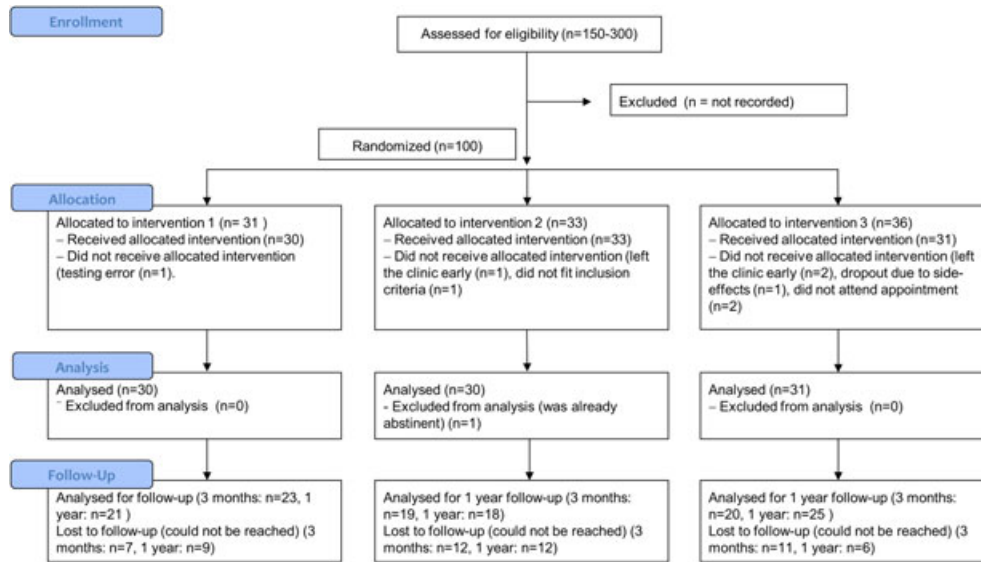 Enrollment
Assessed for eligibility (n=150-300)
Excluded (n = not recorded)
Randomized (n=100)
Allocation
Allocated to intervention 1 (n= 31 )
– Received allocated intervention (n=30)
– Did not receive allocated intervention
(testing error (n=1).
Allocated to intervention 2 (n=33)
– Received allocated intervention (n=33)
– Did not receive allocated intervention (left
the clinic early (n=1), did not fit inclusion
criteria (n=1)
Allocated to intervention 3 (n=36)
– Received allocated intervention (n=31)
– Did not receive allocated intervention (left
the clinic early (n=2), dropout due to side-
effects (n=1), did not attend appointment
(n=2)
Analysis
Analysed (n=30)
¨ Excluded from analysis (n=0)
Analysed (n=30)
- Excluded from analysis (was already
abstinent) (n=1)
Analysed (n=31)
– Excluded from analysis (n=0)
Follow-Up
Analysed for follow-up (3 months: n=23, 1
year: n=21 )
Lost to follow-up (could not be reached) (3
months: n=7, 1 year: n=9)
Analysed for 1 year follow-up (3 months:
n=19, 1 year: n=18)
Lost to follow-up (could not be reached) (3
months: n=12, 1 year: n=12)
Analysed for 1 year follow-up (3 months:
n=20, 1 year: n=25 )
Lost to follow-up (could not be reached) (3
months: n=11, 1 year: n=6)